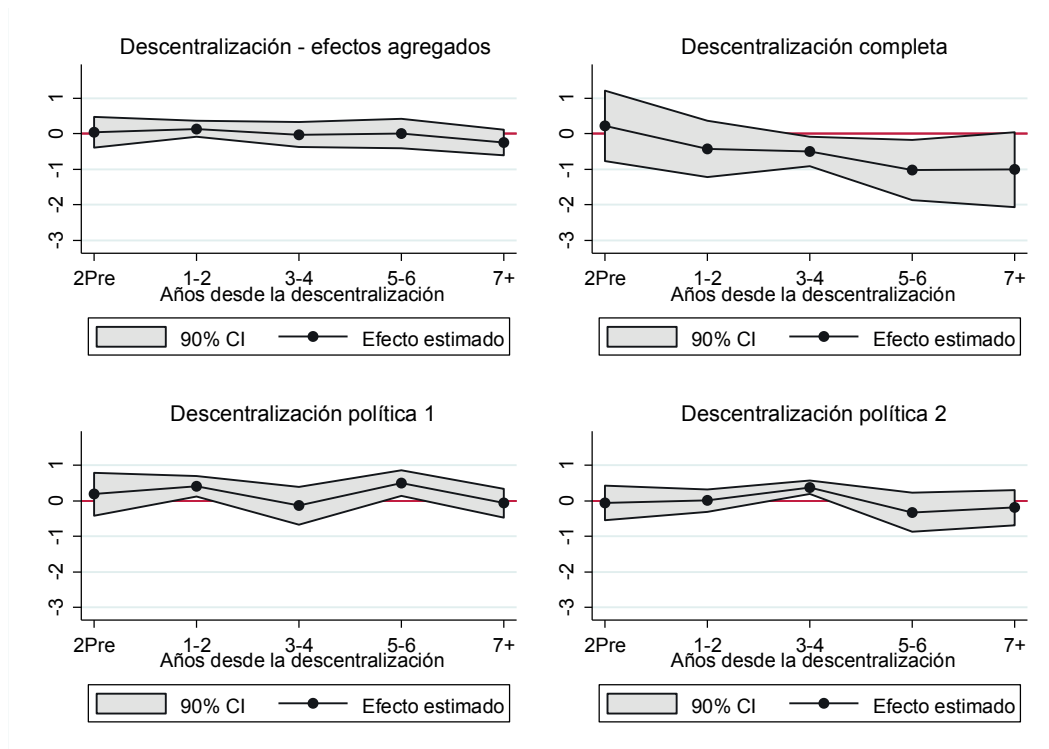 Descentralización - efectos agregados
1
0
-1
-2
-3
2Pre 1-2 3-4 5-6 7+
Años desde la descentralización
90% CI Efecto estimado
Descentralización completa
1
0
-1
-2
-3
2Pre 1-2 3-4 5-6 7+
Años desde la descentralización
90% CI Efecto estimado
Descentralización política 1
1
0
-1
-2
-3
2Pre 1-2 3-4 5-6 7+
Años desde la descentralización
90% CI Efecto estimado
Descentralización política 2
1
0
-1
-2
-3
2Pre 1-2 3-4 5-6 7+
Años desde la descentralización
90% CI Efecto estimado